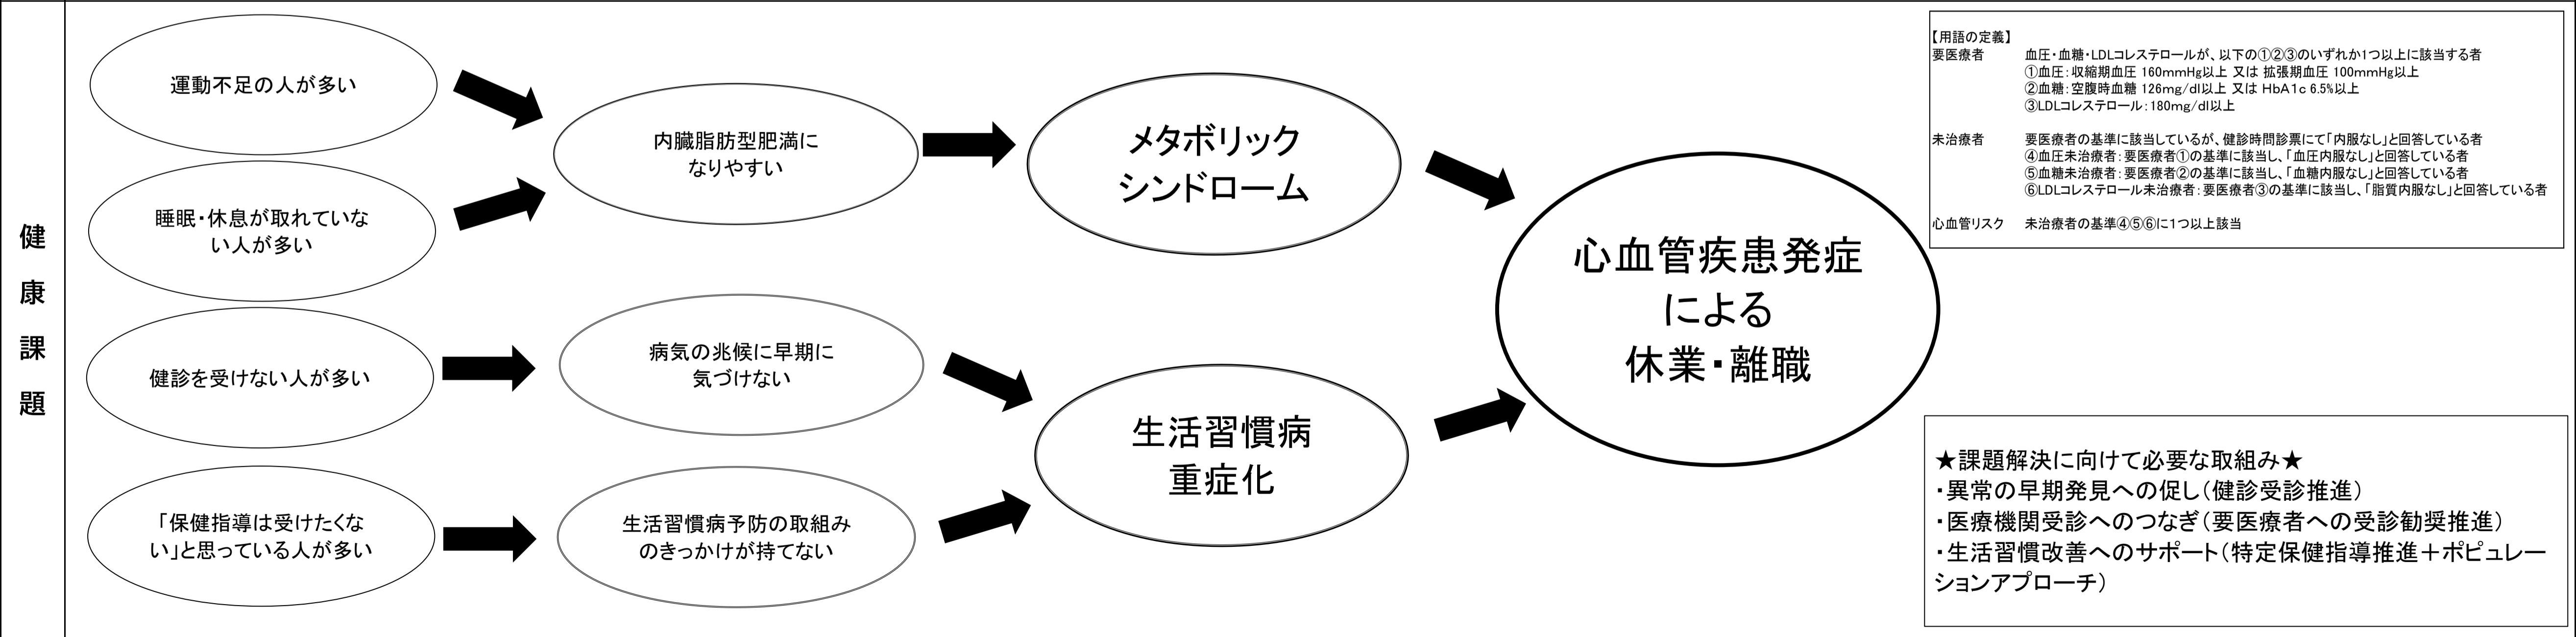 健
康
課
題
運動不足の人が多い
睡眠・休息が取れていな
い人が多い
健診を受けない人が多い
「保健指導は受けたくな
い」と思っている人が多い
内臓脂肪型肥満に
なりやすい
病気の兆候に早期に
気づけない
生活習慣病予防の取組み
のきっかけが持てない
メタボリック
シンドローム
生活習慣病
重症化
心血管疾患発症
による
休業・離職
【用語の定義】
要医療者 血圧・血糖・LDLコレステロールが、以下の①②③のいずれか1つ以上に該当する者
①血圧：収縮期血圧 160mmHg以上 又は 拡張期血圧 100mmHg以上
②血糖：空腹時血糖 126mg/dl以上 又は HbA1c 6.5%以上
③LDLコレステロール：180mg/dl以上
未治療者 要医療者の基準に該当しているが、健診時問診票にて「内服なし」と回答している者
④血圧未治療者：要医療者①の基準に該当し、「血圧内服なし」と回答している者
⑤血糖未治療者：要医療者②の基準に該当し、「血糖内服なし」と回答している者
⑥LDLコレステロール未治療者：要医療者③の基準に該当し、「脂質内服なし」と回答している者
心血管リスク 未治療者の基準④⑤⑥に1つ以上該当
★課題解決に向けて必要な取組み★
・異常の早期発見への促し（健診受診推進）
・医療機関受診へのつなぎ（要医療者への受診勧奨推進）
・生活習慣改善へのサポート（特定保健指導推進＋ポピュレー
ションアプローチ）